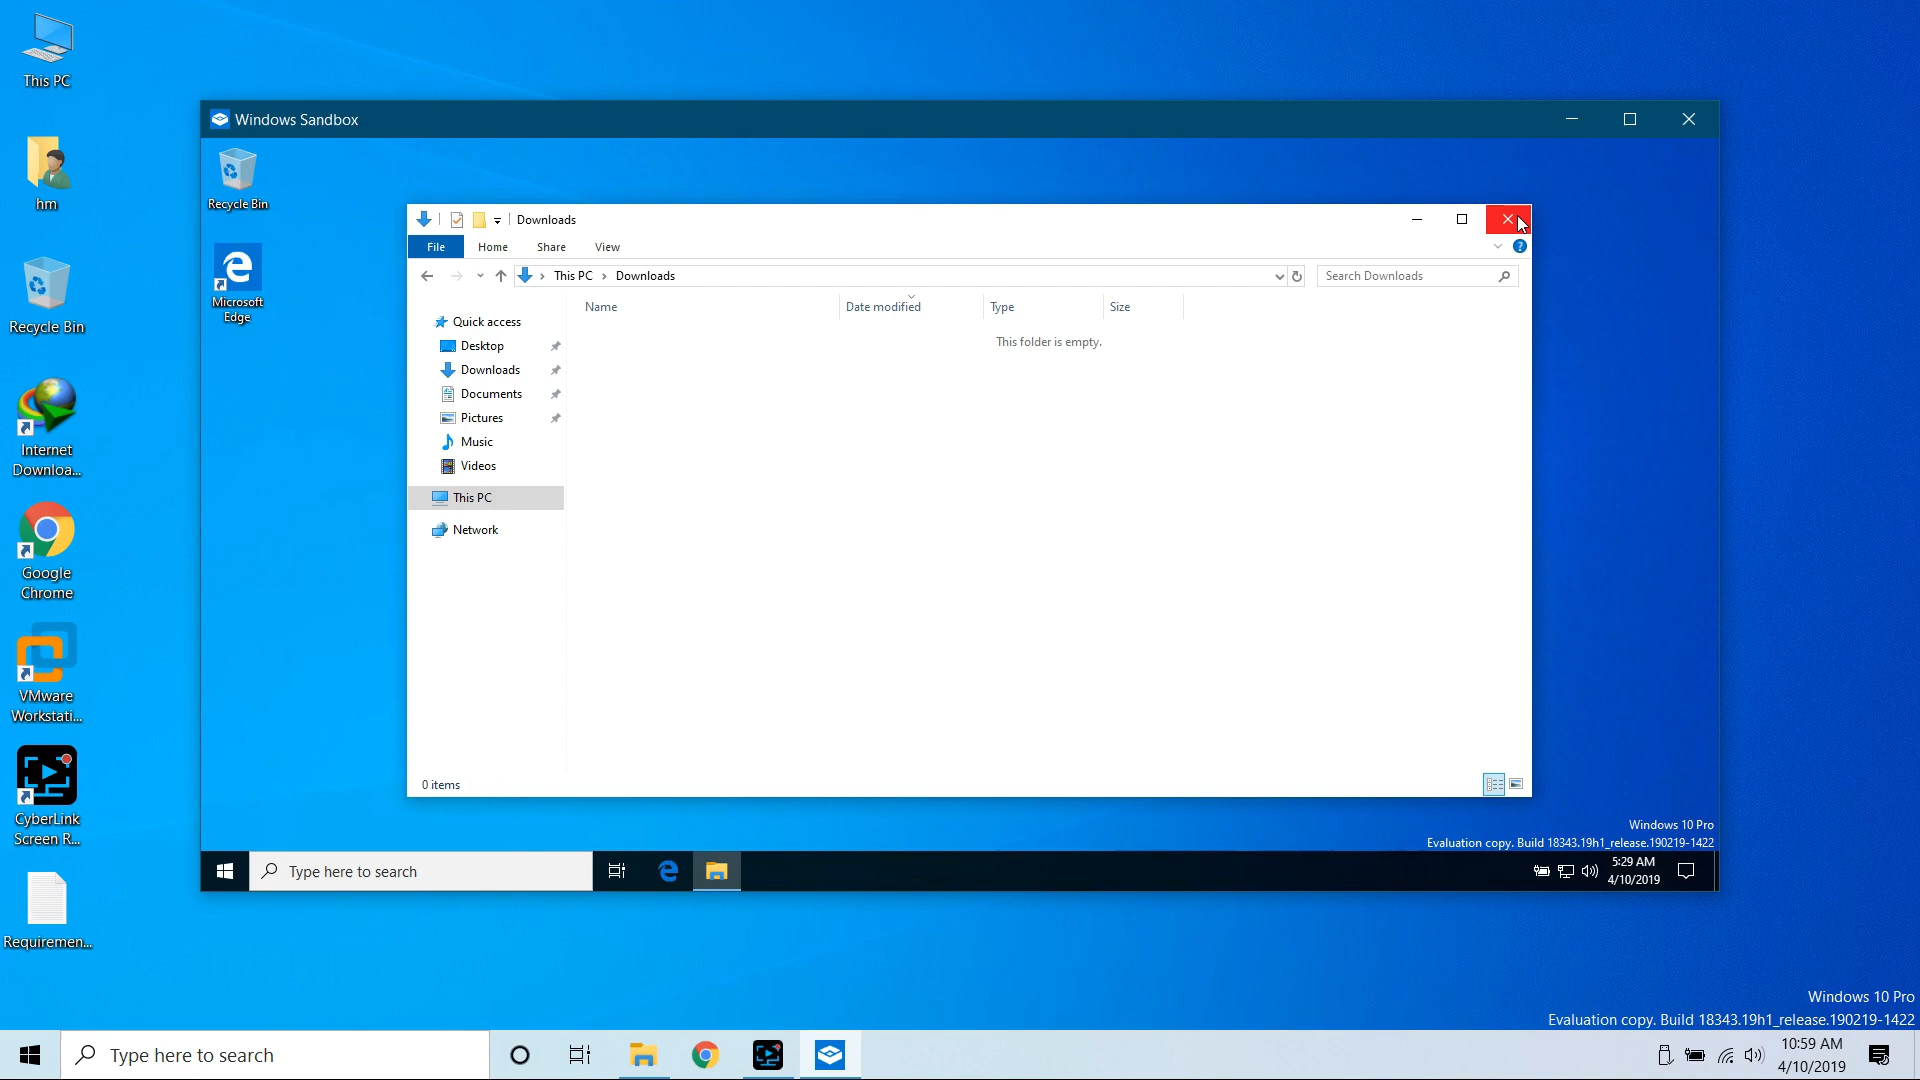 This PC
hm
Recycle Bin
Internet
Downloa...
Google
Chrome
VMware
Workstati...
CyberLink
Screen R...
Requiremen...
Windows Sandbox
Recycle Bin
Microsoft
Edge
Downloads
File Home Share View
This PC Downloads
Search Downloads
Name Date modified Type Size
This folder is empty.
Quick access
Desktop
Downloads
Documents
Pictures
Music
Videos
This PC
Network
0 items
Windows 10 Pro
Evaluation copy. Build 18343.19h1_release.190219-1422
Type here to search
5:29 AM
4/10/2019
Windows 10 Pro
Evaluation copy. Build 18343.19h1_release.190219-1422
Type here to search
10:59 AM
4/10/2019